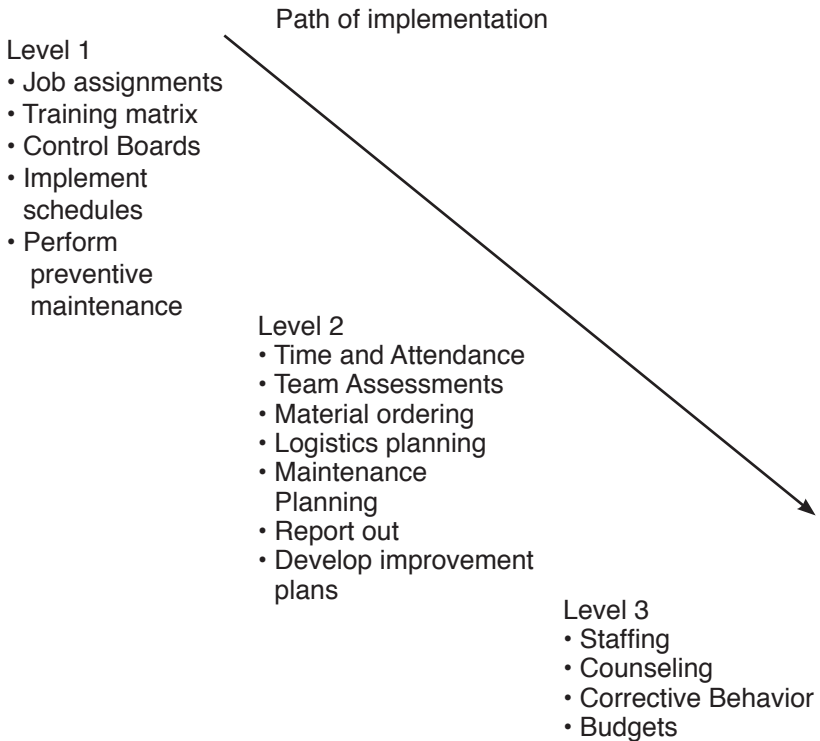 Path of implementation
Level 1
• Job assignments
• Training matrix
• Control Boards
• Implement
schedules
• Perform
preventive
maintenance
Level 2
• Time and Attendance
• Team Assessments
• Material ordering
• Logistics planning
• Maintenance
Planning
• Report out
• Develop improvement
plans
Level 3
• Staffing
• Counseling
• Corrective Behavior
• Budgets